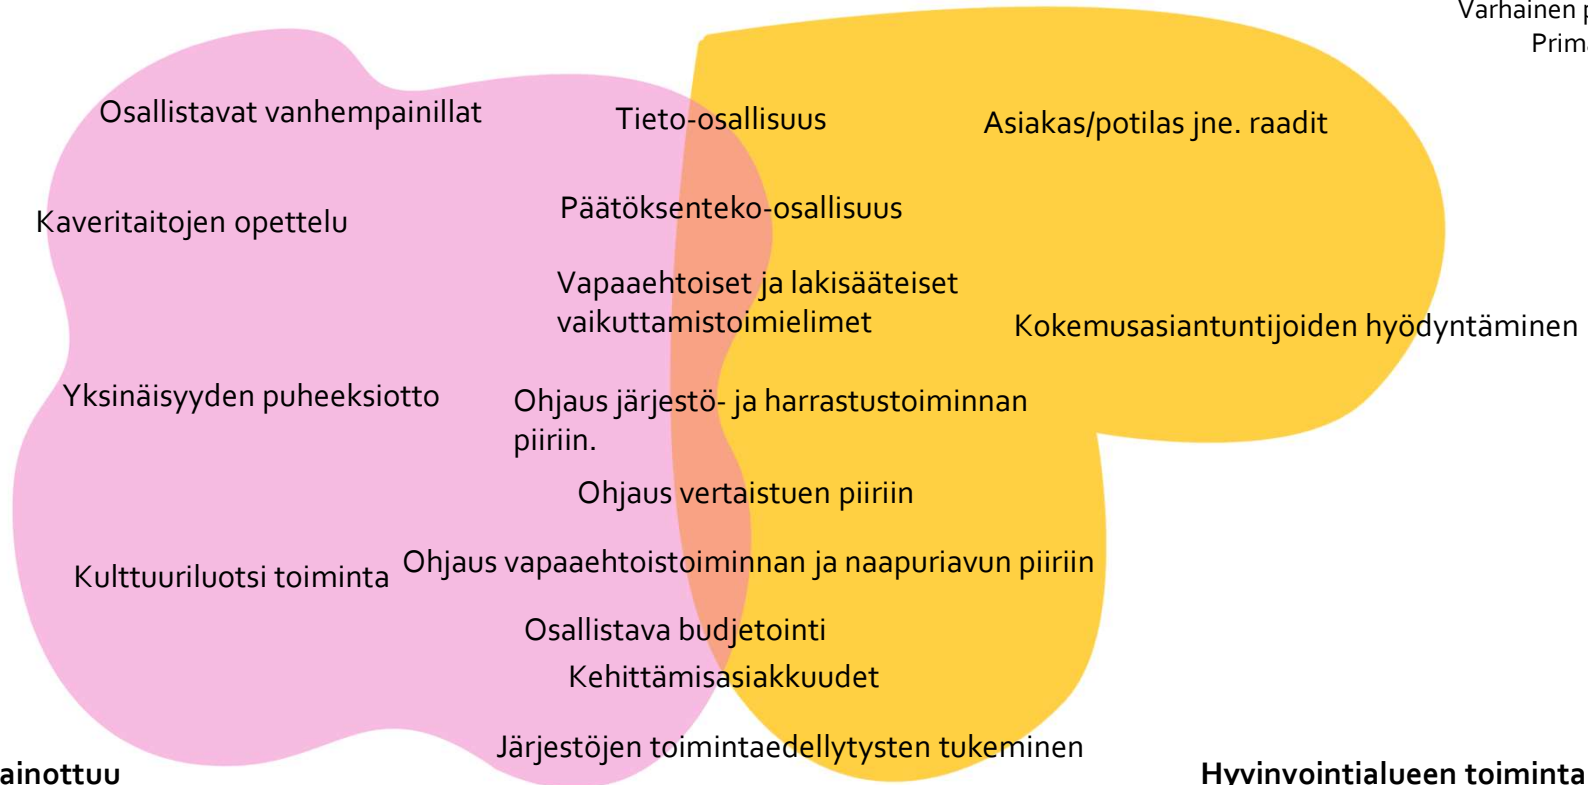 Varhainen
Osallistavat vanhempainillat
Tieto-osallisuus
Asiakas/potilas jne. raadit
Kaveritaitojen opettelu
Päätöksenteko-osallisuus
Vapaaehtoiset ja lakisääteiset
vaikuttamistoimielimet
Kokemusasiantuntijoiden hyödyntäminen
Yksinäisyyden puheeksiotto
Ohjaus järjestö- ja harrastustoiminnan
piiriin.
Ohjaus vertaistuen piiriin
Kulttuuriluotsi toiminta
Ohjaus vapaaehtoistoiminnan ja naapuriavun piiriin
Osallistava budjetointi
Kehittämisasiakkuudet
Järjestöjen toimintaedellytysten tukeminen
ainottuu
Hyvinvointialueen toiminta